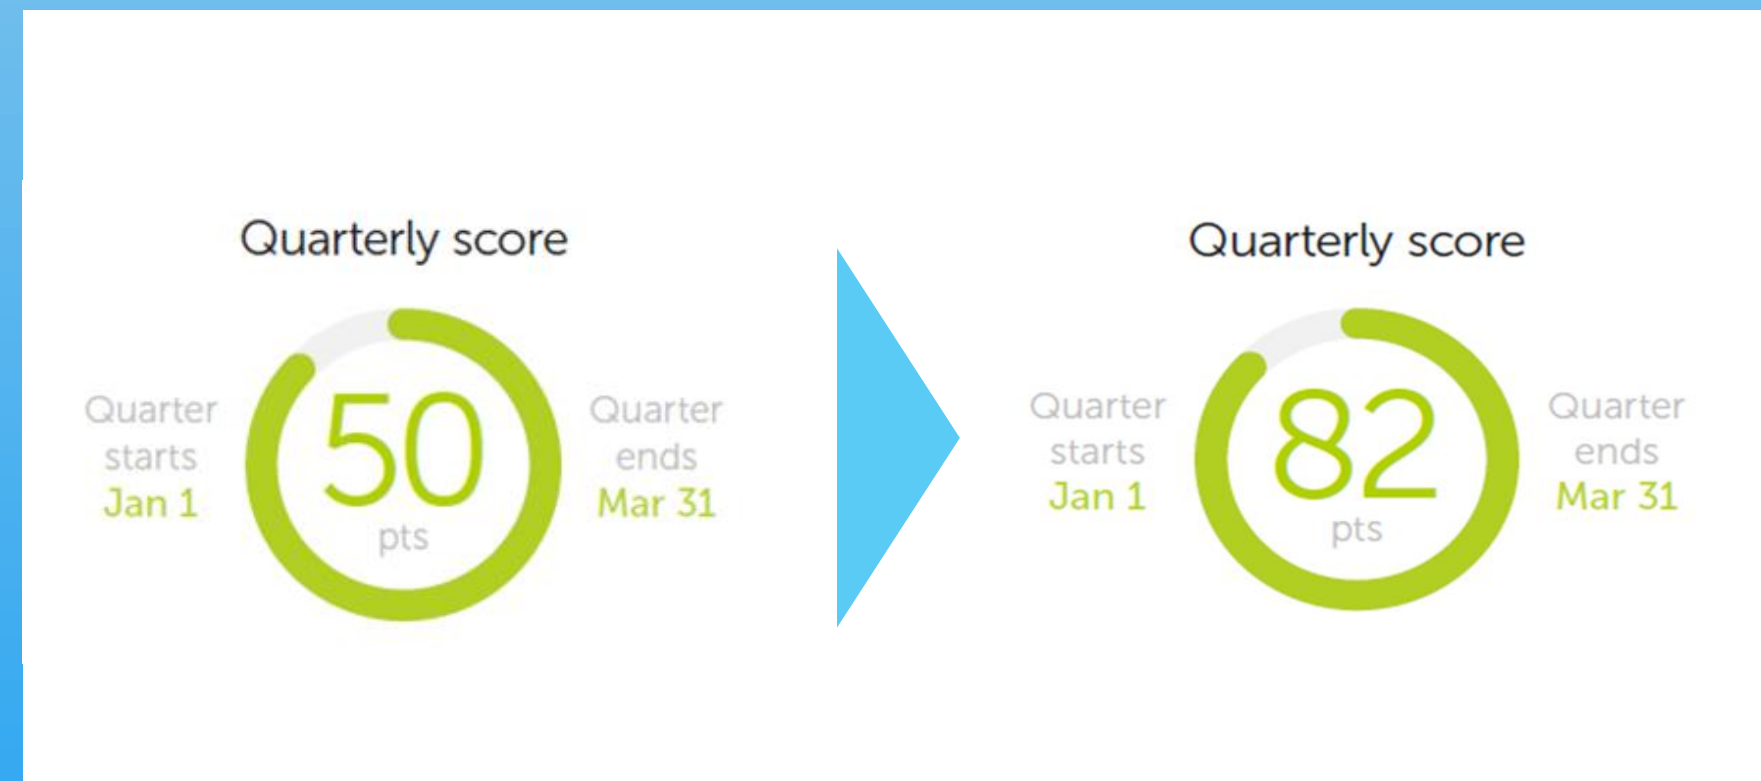 Quarterly score
Quarter
starts
Jan 1
50
pts
Quarter
ends
Mar 31
Quarterly score
Quarter
starts
Jan 1
82
pts
Quarter
ends
Mar 31